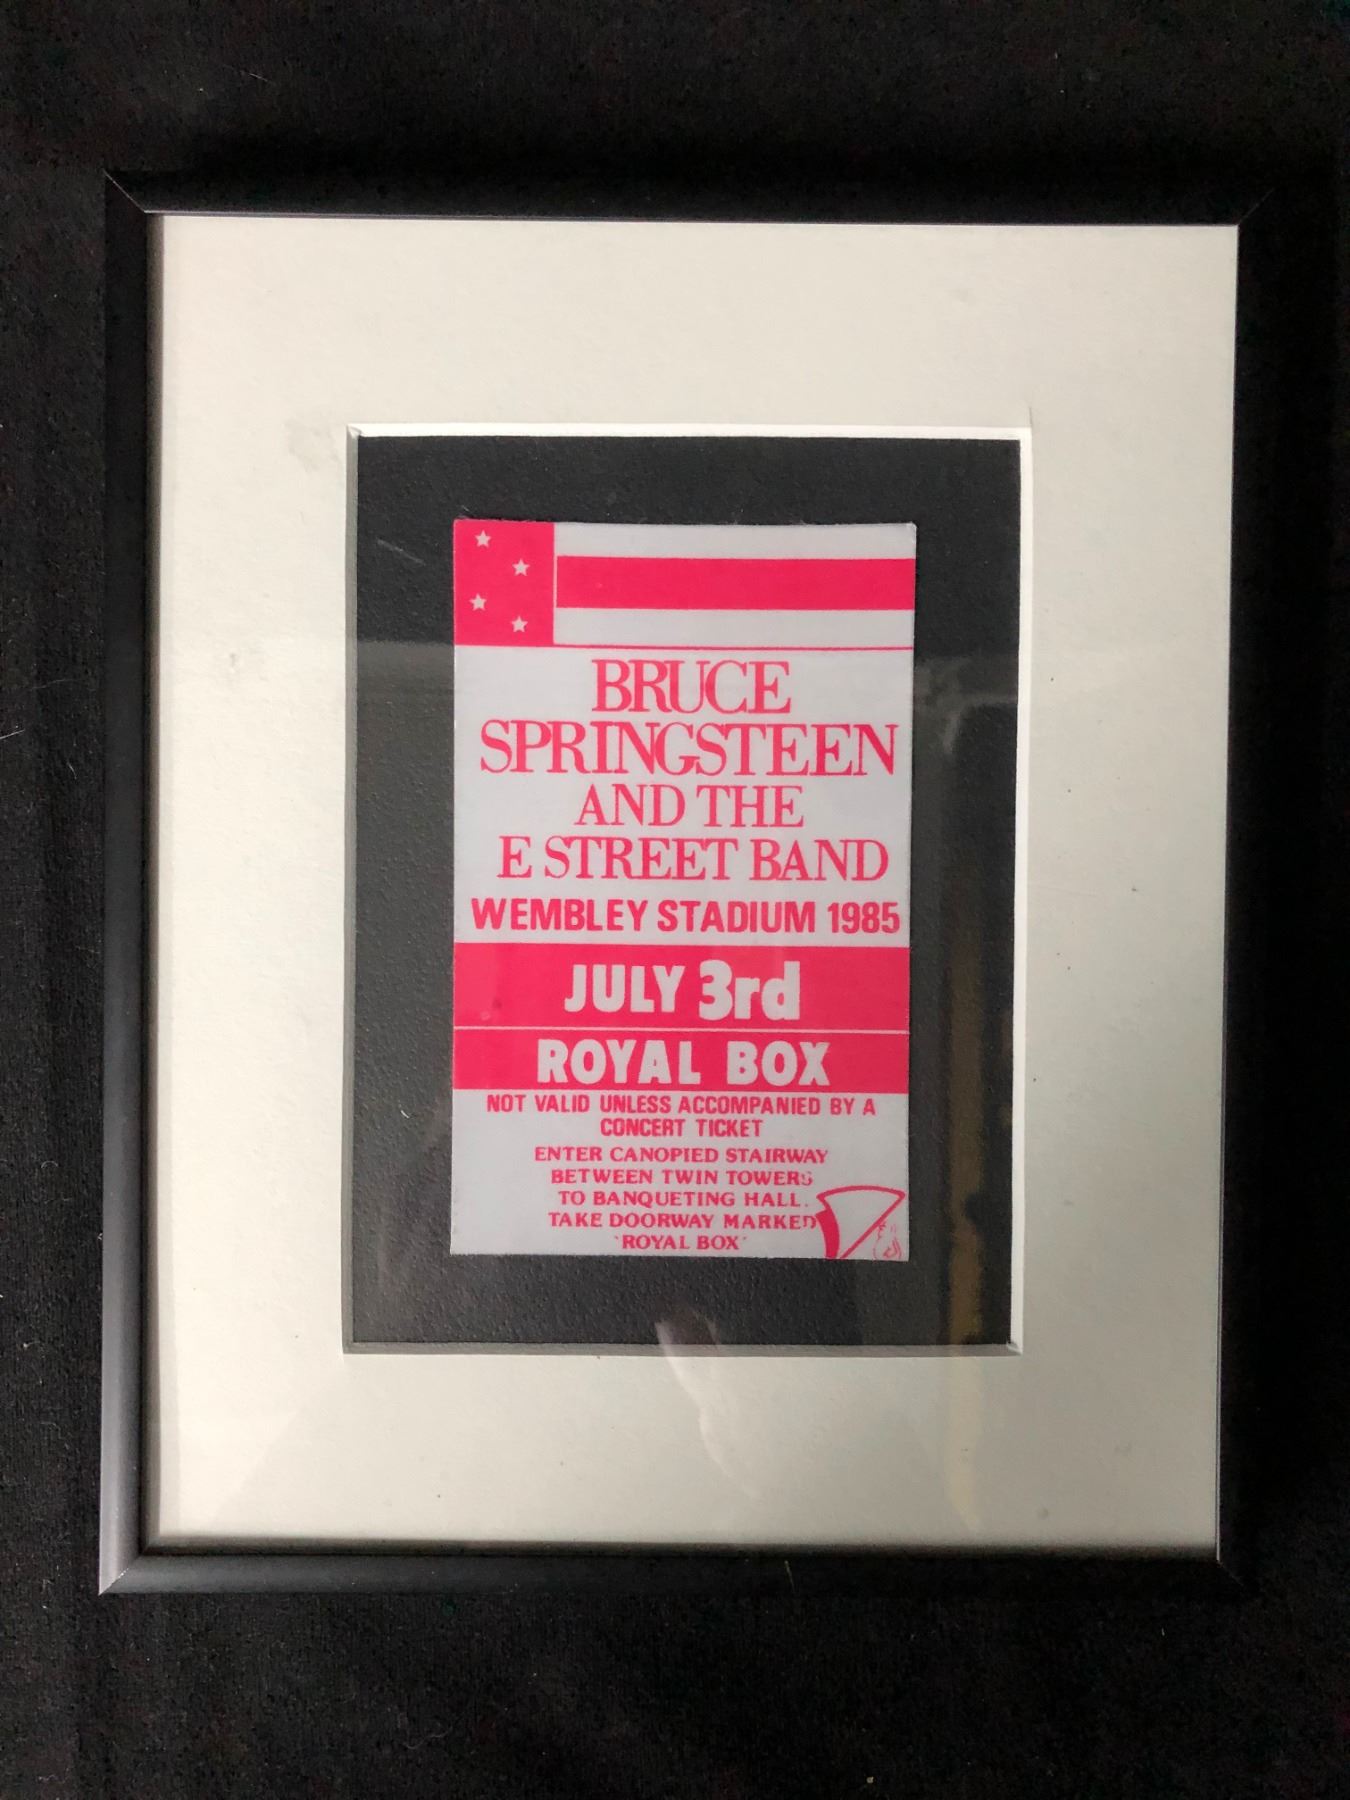 BRUCE
SPRINGSTEEN
AND THE
E STREET BAND
WEMBLEY STADIUM 1985
JULY 3rd
ROYAL BOX
NOT VALID UNLESS ACCOMPANIED BY A
CONCERT TICKET
ENTER CANOPIED STAIRWAY
BETWEEN TWIN TOWERS
TO BANQUETING HALL.
TAKE DOORWAY MARKED
'ROYAL BOX'